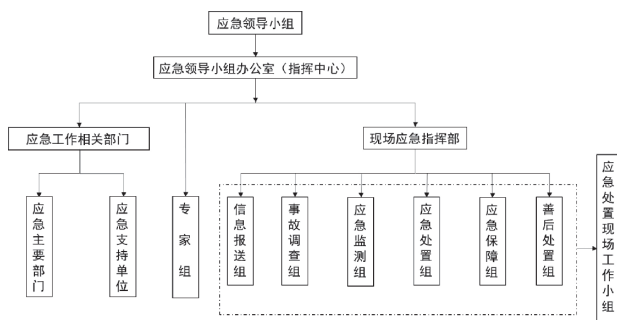 应急领导小组
应急领导小组办公室（指挥中心）
应急工作相关部门
现场应急指挥部
应急主要部门
应急支持单位
专家组
信息报送组
事故调查组
应急监测组
应急处置组
应急保障组
善后处置组
应急处置现场工作小组